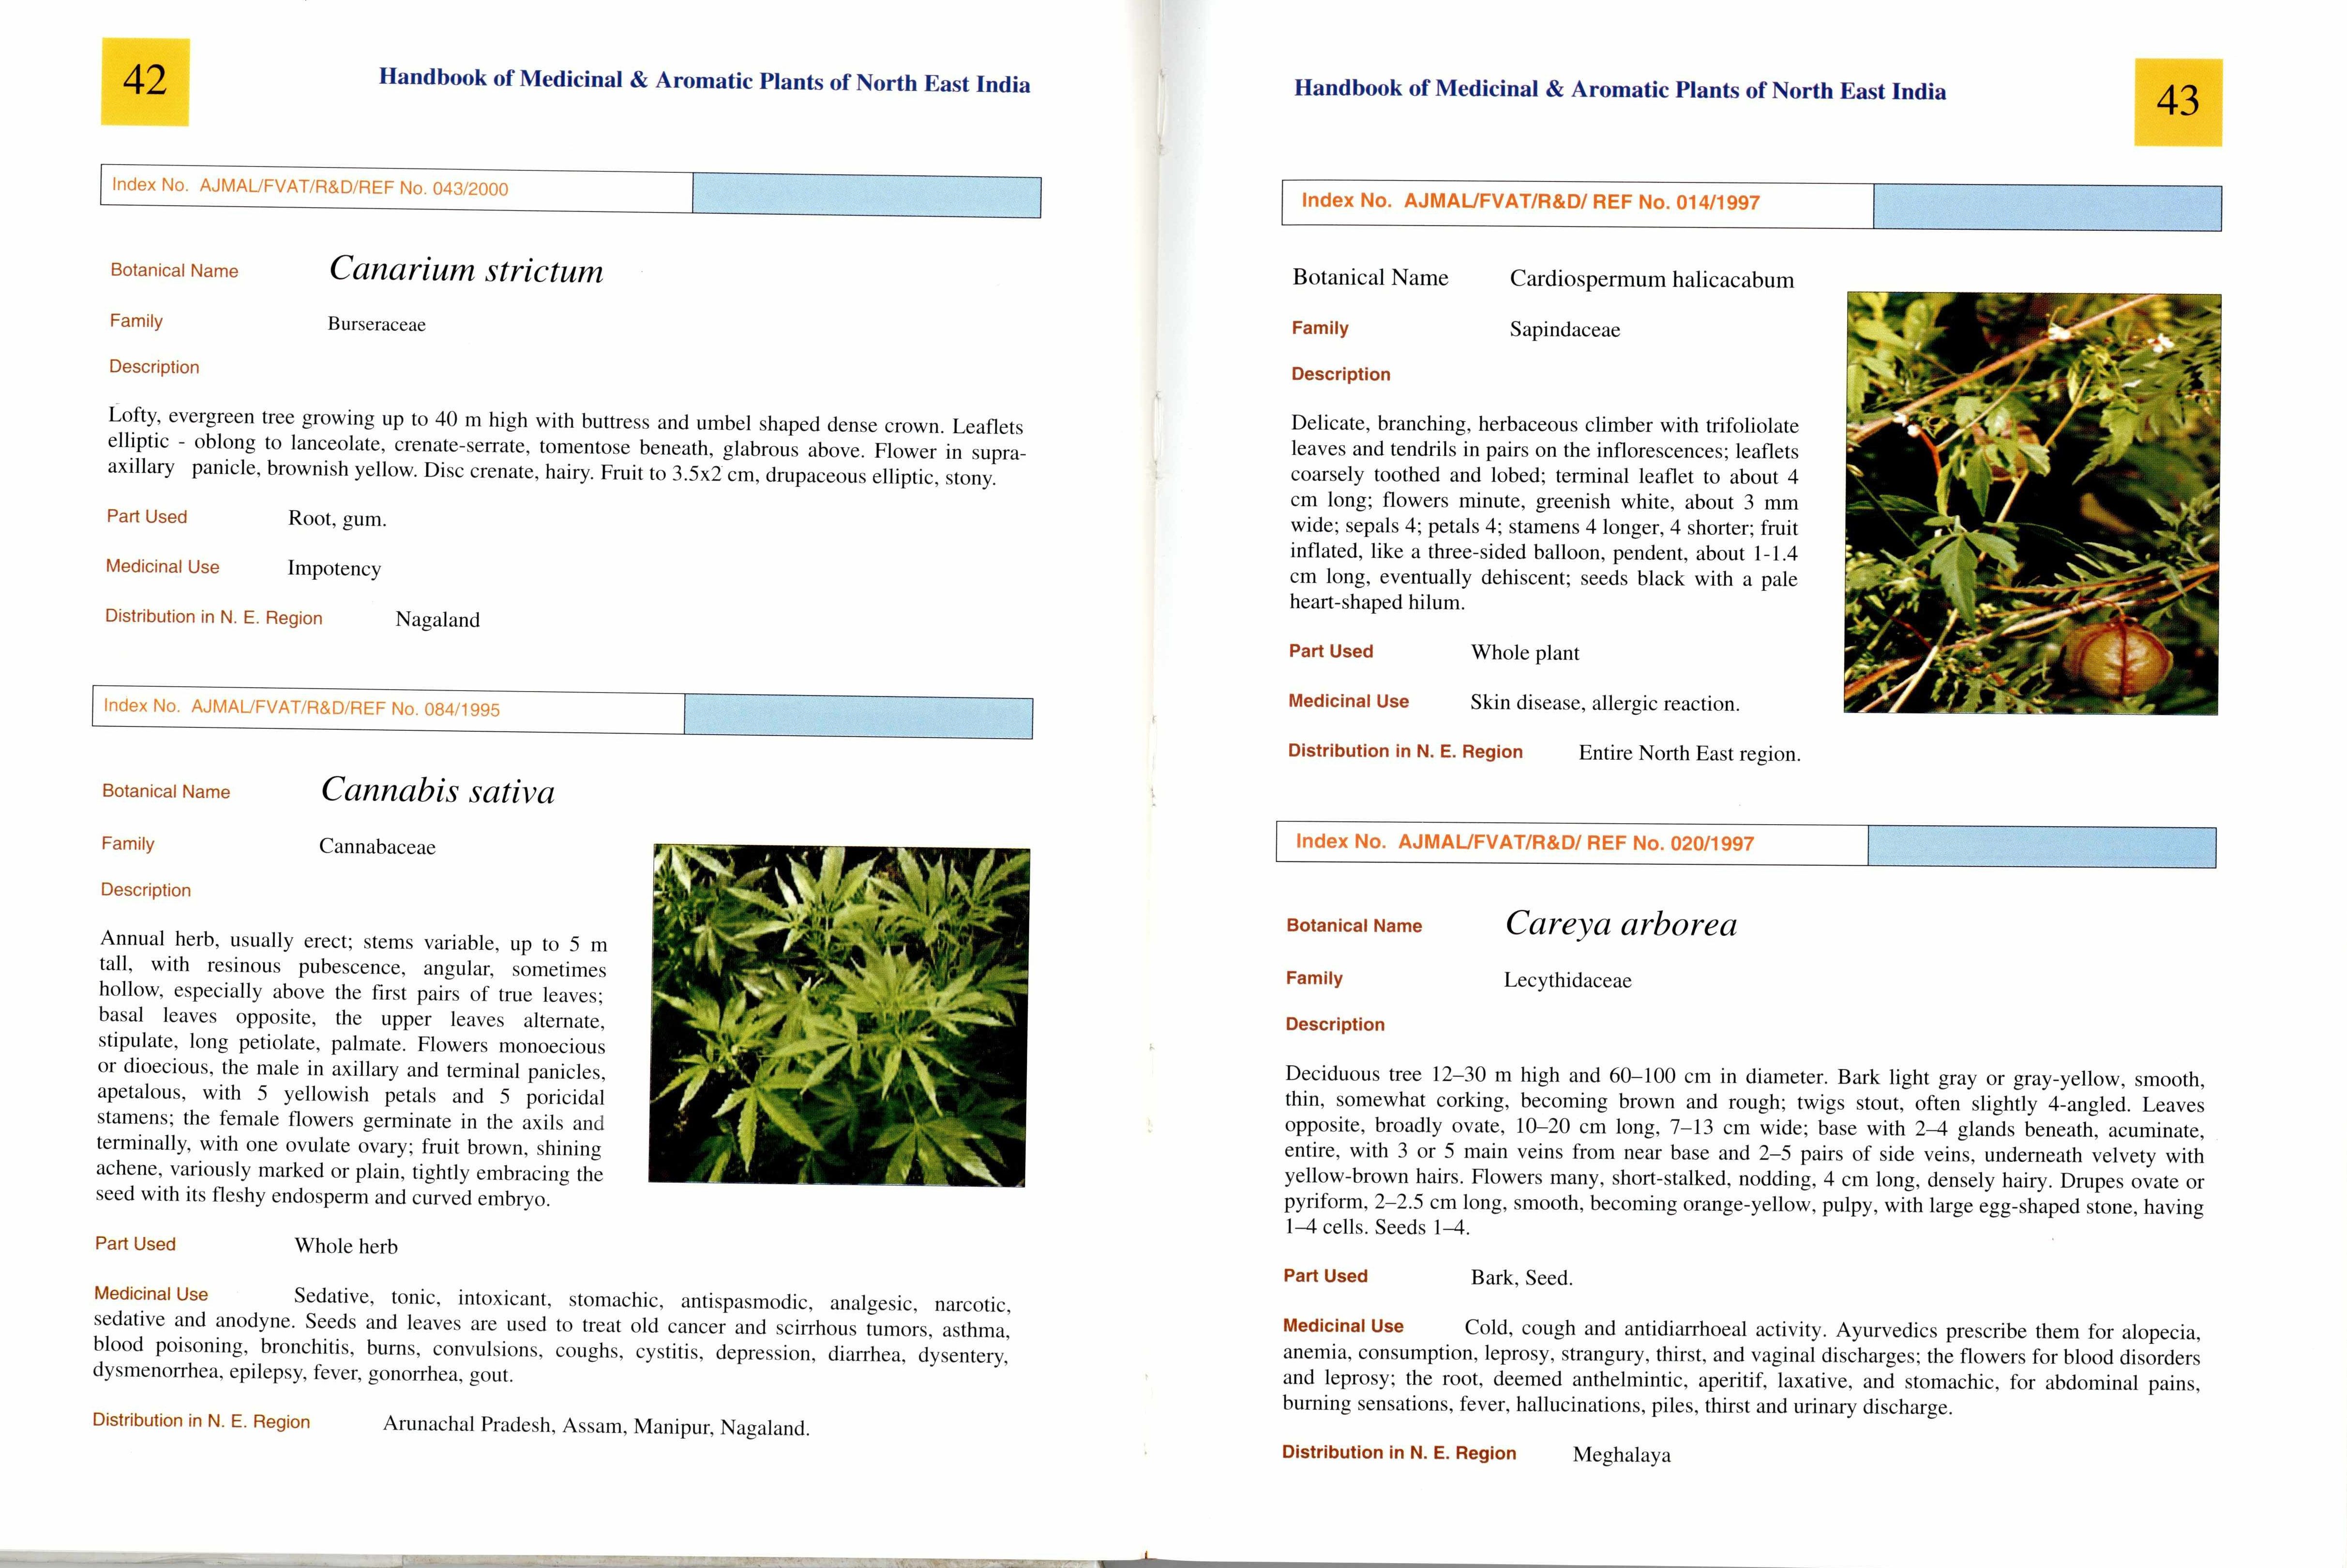 42
Handbook of Medicinal & Aromatic Plants of North East India
Index No. AJMAL/FVAT/R&D/REF No. 043/2000
Botanical Name Canarium strictum
Family Burseraceae
Description
Lofty, evergreen tree growing up to 40 m high with buttress and umbel shaped dense crown. Leaflets
elliptic - oblong to lanceolate, crenate-serrate, tomentose beneath, glabrous above. Flower in supra-
axillary panicle, brownish yellow. Disc crenate, hairy. Fruit to 3.5x2 cm, drupaceous elliptic, stony.
Part Used Root, gum.
Medicinal Use Impotency
Distribution in N. E. Region Nagaland
Index No. AJMAL/FVAT/R&D/REF No. 084/1995
Botanical Name Cannabis sativa
Family Cannabaceae
Description
Annual herb, usually erect; stems variable, up to 5 m
tall, with resinous pubescence, angular, sometimes
hollow, especially above the first pairs of true leaves;
basal leaves opposite, the upper leaves alternate,
stipulate, long petiolate, palmate. Flowers monoecious
or dioecious, the male in axillary and terminal panicles,
apetalous, with 5 yellowish petals and 5 poricidal
stamens; the female flowers germinate in the axils and
terminally, with one ovulate ovary; fruit brown, shining
achene, variously marked or plain, tightly embracing the
seed with its fleshy endosperm and curved embryo.
Part Used Whole herb
Medicinal Use Sedative, tonic, intoxicant, stomachic, antispasmodic, analgesic, narcotic,
sedative and anodyne. Seeds and leaves are used to treat old cancer and scirrhous tumors, asthma,
blood poisoning, bronchitis, burns, convulsions, coughs, cystitis, depression, diarrhea, dysentery,
dysmenorrhea, epilepsy, fever, gonorrhea, gout.
Distribution in N. E. Region Arunachal Pradesh, Assam, Manipur, Nagaland.
Handbook of Medicinal & Aromatic Plants of North East India
43
Index No. AJMAL/FVAT/R&D/ REF No. 014/1997
Botanical Name Cardiospermum halicacabum
Family Sapindaceae
Description
Delicate, branching, herbaceous climber with trifoliolate
leaves and tendrils in pairs on the inflorescences; leaflets
coarsely toothed and lobed; terminal leaflet to about 4
cm long; flowers minute, greenish white, about 3 mm
wide; sepals 4; petals 4; stamens 4 longer, 4 shorter; fruit
inflated, like a three-sided balloon, pendent, about 1-1.4
cm long, eventually dehiscent; seeds black with a pale
heart-shaped hilum.
Part Used Whole plant
Medicinal Use Skin disease, allergic reaction.
Distribution in N. E. Region Entire North East region.
Index No. AJMAL/FVAT/R&D/ REF No. 020/1997
Botanical Name Careya arborea
Family Lecythidaceae
Description
Deciduous tree 12–30 m high and 60–100 cm in diameter. Bark light gray or gray-yellow, smooth,
thin, somewhat corking, becoming brown and rough; twigs stout, often slightly 4-angled. Leaves
opposite, broadly ovate, 10–20 cm long, 7–13 cm wide; base with 2–4 glands beneath, acuminate,
entire, with 3 or 5 main veins from near base and 2–5 pairs of side veins, underneath velvety with
yellow-brown hairs. Flowers many, short-stalked, nodding, 4 cm long, densely hairy. Drupes ovate or
pyriform, 2–2.5 cm long, smooth, becoming orange-yellow, pulpy, with large egg-shaped stone, having
1–4 cells. Seeds 1–4.
Part Used Bark, Seed.
Medicinal Use Cold, cough and antidiarrhoeal activity. Ayurvedics prescribe them for alopecia,
anemia, consumption, leprosy, strangury, thirst, and vaginal discharges; the flowers for blood disorders
and leprosy; the root, deemed anthelmintic, aperitif, laxative, and stomachic, for abdominal pains,
burning sensations, fever, hallucinations, piles, thirst and urinary discharge.
Distribution in N. E. Region Meghalaya